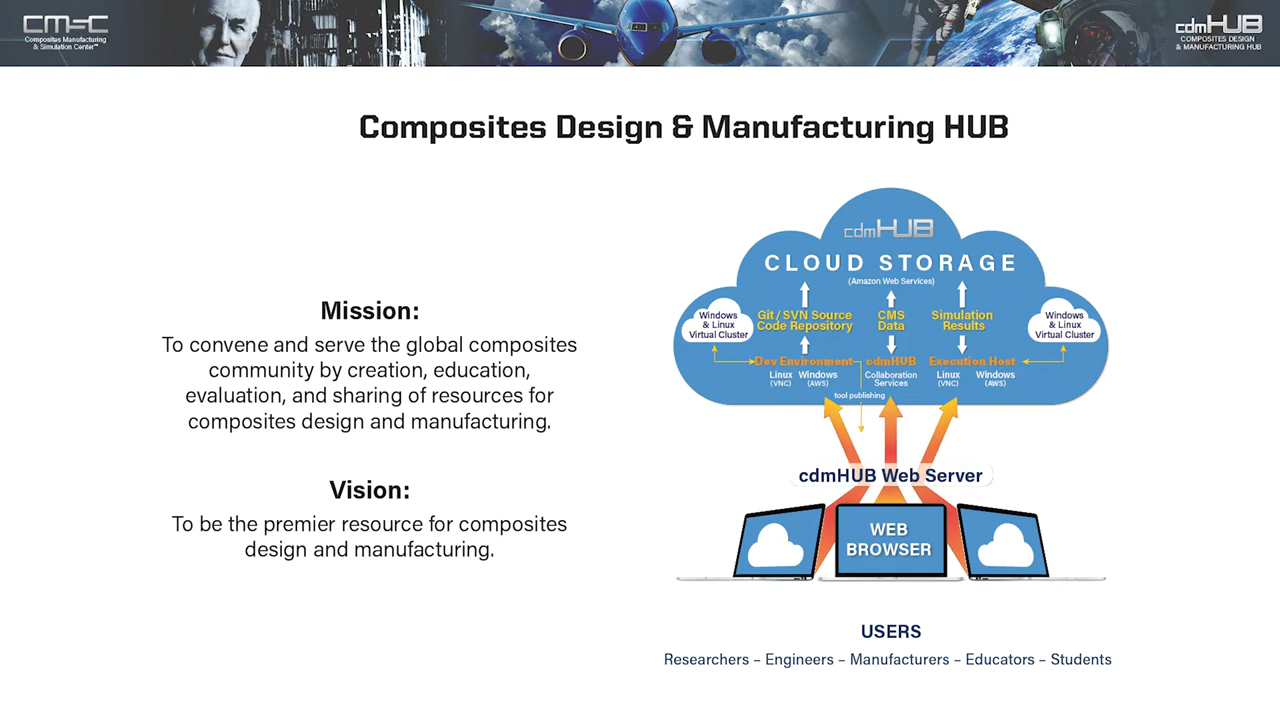 CMSC
Composites Manufacturing
& Simulation Center™
cdmHUB
COMPOSITES DESIGN
& MANUFACTURING HUB
Composites Design & Manufacturing HUB
Mission:
To convene and serve the global composites
community by creation, education,
evaluation, and sharing of resources for
composites design and manufacturing.
Vision:
To be the premier resource for composites
design and manufacturing.
cdmHUB
CLOUD STORAGE
(Amazon Web Services)
Windows
& Linux
Virtual Cluster
Git / SVN Source
Code Repository
CMS
Data
Simulation
Results
Windows
& Linux
Virtual Cluster
Dev Environment
Linux
(VNC)
Windows
(AWS)
cdmHUB
Collaboration
Services
Execution Host
Linux
(VNC)
Windows
(AWS)
tool publishing
cdmHUB Web Server
WEB
BROWSER
USERS
Researchers – Engineers – Manufacturers – Educators – Students